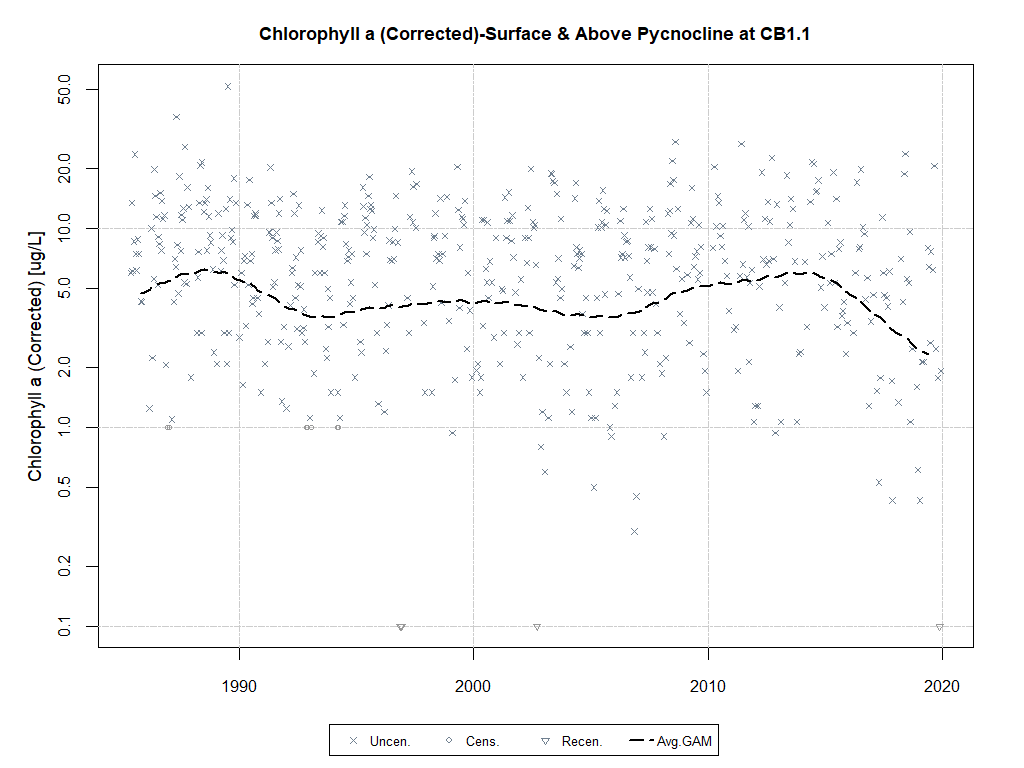 Chlorophyll a (Corrected)-Surface & Above Pycnocline at CB1.1
Chlorophyll a (Corrected) [ug/L]
50.0
20.0
10.0
5.0
2.0
1.0
0.5
0.2
0.1
1990 2000 2010 2020
Uncen. Cens. Recen. Avg.GAM